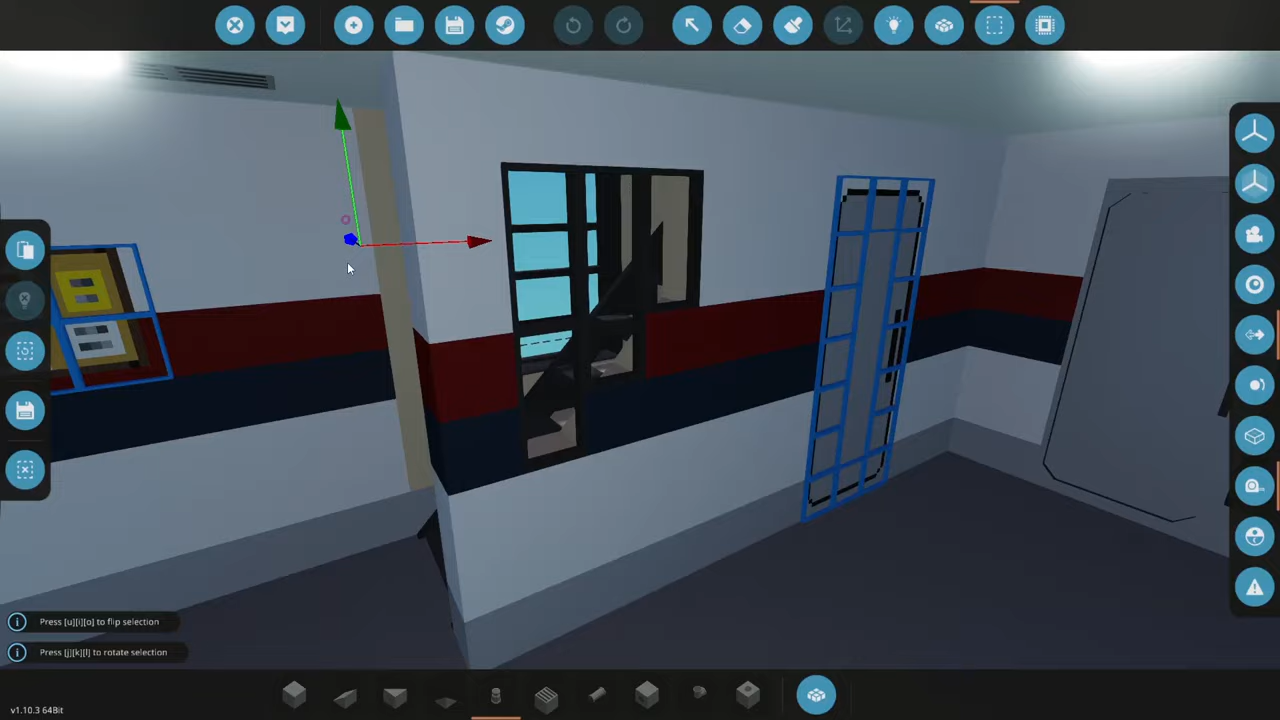 Press [u][i][o] to flip selection
Press [j][k][l] to rotate selection
v1.10.3 64Bit